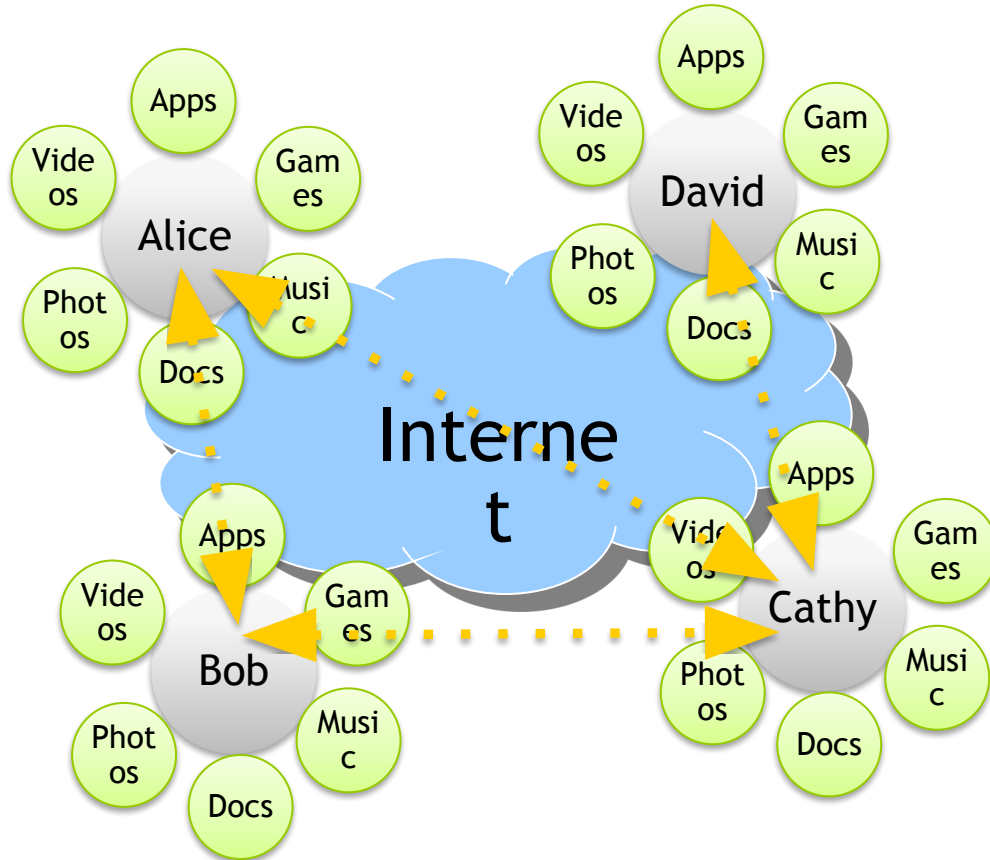 Apps
Vide
os
Gam
es
Alice
Phot
os
Musi
c
Docs
Apps
Vide
os
Gam
es
David
Phot
os
Musi
c
Docs
Interne
t
Apps
Vide
os
Gam
es
Bob
Phot
os
Musi
c
Docs
Apps
Vide
os
Gam
es
Cathy
Phot
os
Musi
c
Docs